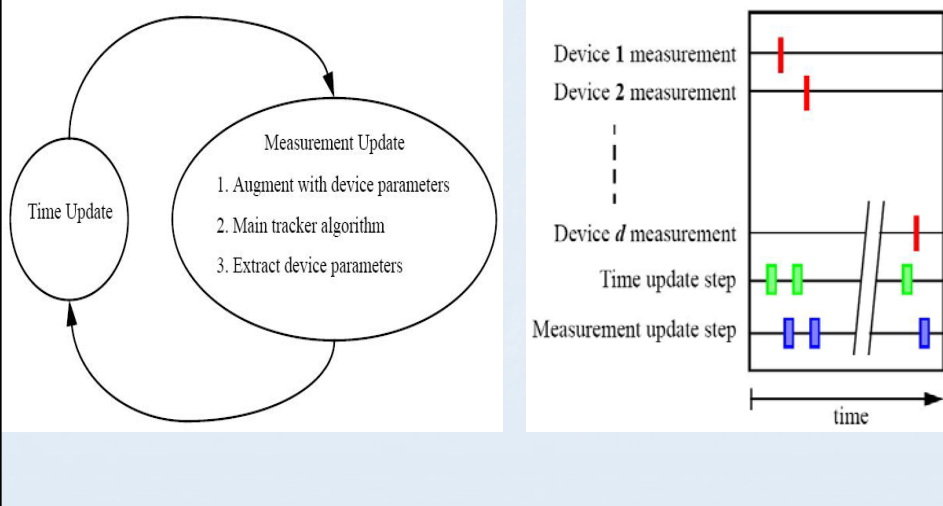 Time Update
Measurement Update
1. Augment with device parameters
2. Main tracker algorithm
3. Extract device parameters
Device 1 measurement
Device 2 measurement
Device d measurement
Time update step
Measurement update step
time